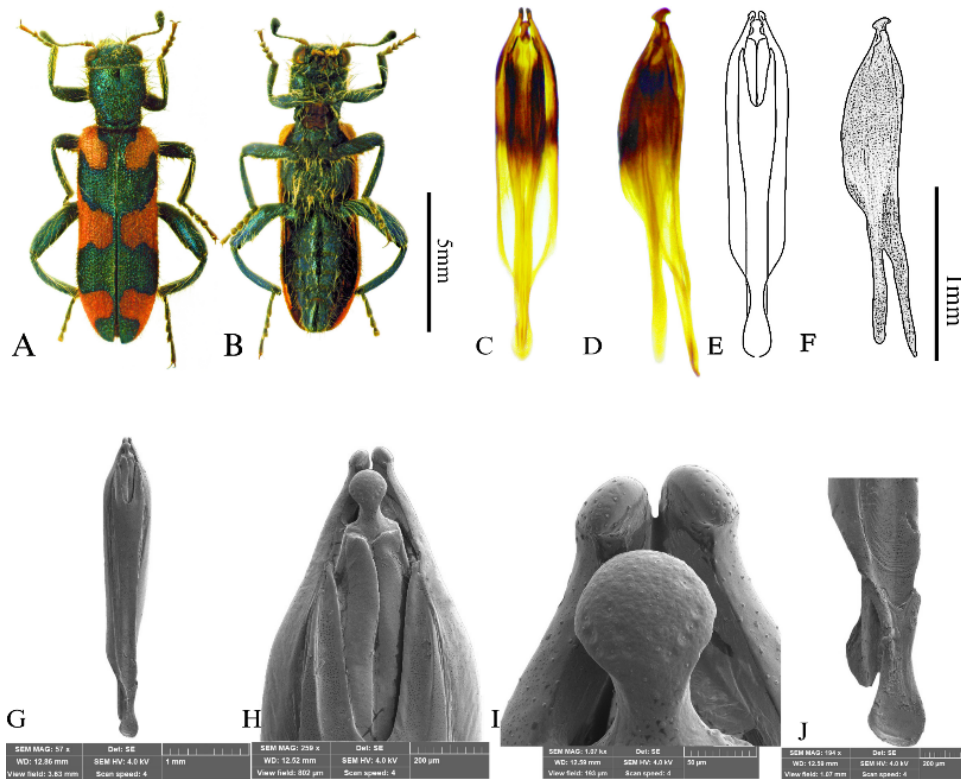 A
B
5mm
C
D
E
F
1mm
G
H
I
J
SEM MAG: 57 x Det: SE
WD: 12.86 mm SEM HV: 4.0 kV 1 mm
View field: 3.63 mm Scan speed: 4
SEM MAG: 259 x Det: SE
WD: 12.52 mm SEM HV: 4.0 kV 200 µm
View field: 802 µm Scan speed: 4
SEM MAG: 1.07 kx Det: SE
WD: 12.59 mm SEM HV: 4.0 kV 50 µm
View field: 193 µm Scan speed: 4
SEM MAG: 194 x Det: SE
WD: 12.59 mm SEM HV: 4.0 kV 200 µm
View field: 1.07 mm Scan speed: 4